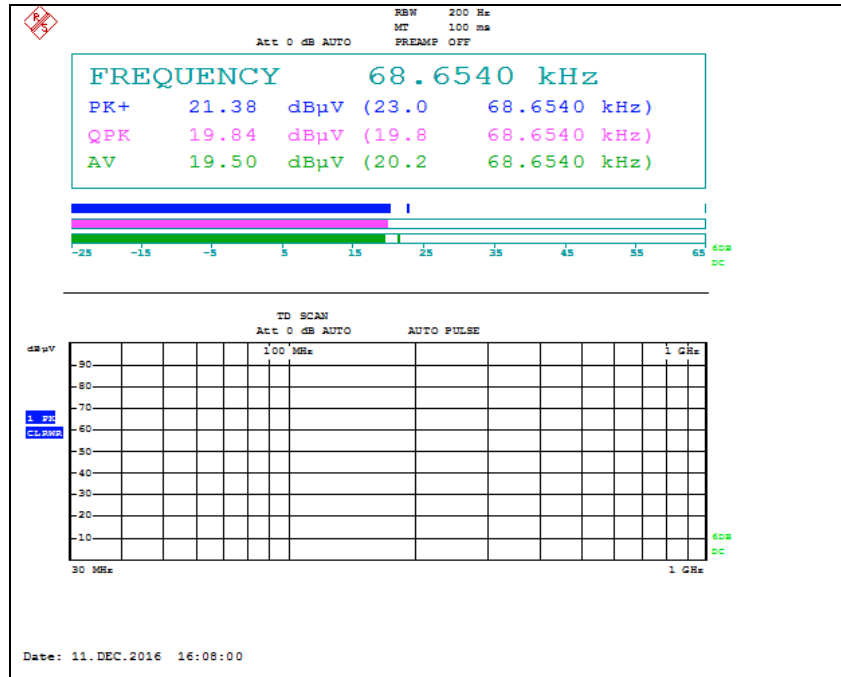 R S
RBW 200 Hz
MT 100 ms
Att 0 dB AUTO PREAMP OFF
FREQUENCY 68.6540 kHz
PK+ 21.38 dBµV (23.0 68.6540 kHz)
QPK 19.84 dBµV (19.8 68.6540 kHz)
AV 19.50 dBµV (20.2 68.6540 kHz)
-25 -15 -5 5 15 25 35 45 55 65
6DB
DC
TD SCAN
Att 0 dB AUTO AUTO PULSE
dBµV
100 MHz 1 GHz
90
80
70
1 PK
CLRWR
60
50
40
30
20
10
6DB
DC
30 MHz 1 GHz
Date: 11.DEC.2016 16:08:00